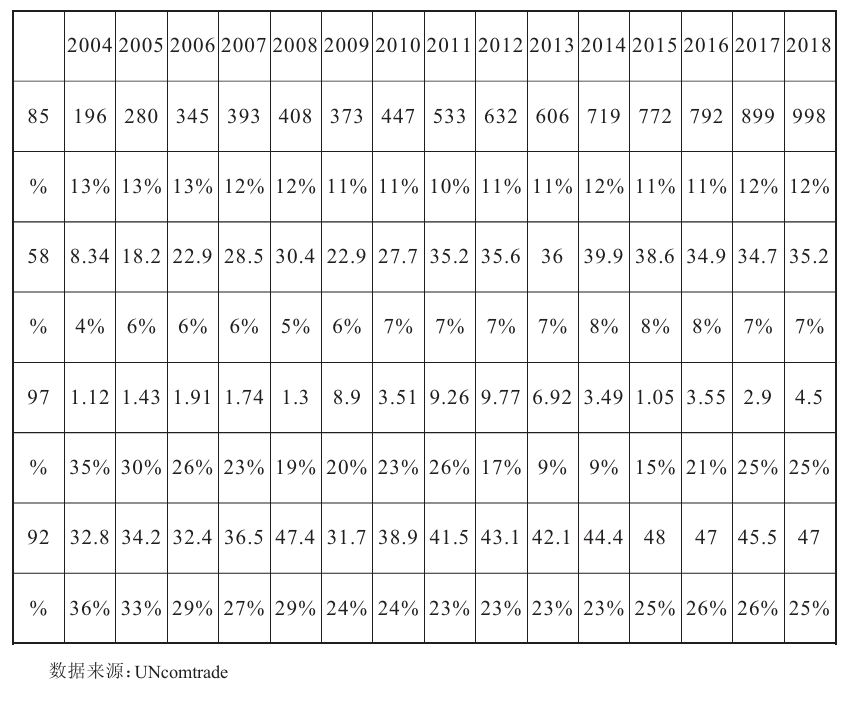 2004 2005 2006 2007 2008 2009 2010 2011 2012 2013 2014 2015 2016 2017 2018
85 196 280 345 393 408 373 447 533 632 606 719 772 792 899 998
% 13% 13% 13% 12% 12% 11% 11% 10% 11% 11% 12% 11% 11% 12% 12%
58 8.34 18.2 22.9 28.5 30.4 22.9 27.7 35.2 35.6 36 39.9 38.6 34.9 34.7 35.2
% 4% 6% 6% 6% 5% 6% 7% 7% 7% 7% 8% 8% 8% 7% 7%
97 1.12 1.43 1.91 1.74 1.3 8.9 3.51 9.26 9.77 6.92 3.49 1.05 3.55 2.9 4.5
% 35% 30% 26% 23% 19% 20% 23% 26% 17% 9% 9% 15% 21% 25% 25%
92 32.8 34.2 32.4 36.5 47.4 31.7 38.9 41.5 43.1 42.1 44.4 48 47 45.5 47
% 36% 33% 29% 27% 29% 24% 24% 23% 23% 23% 23% 25% 26% 26% 25%
数据来源:UNcomtrade